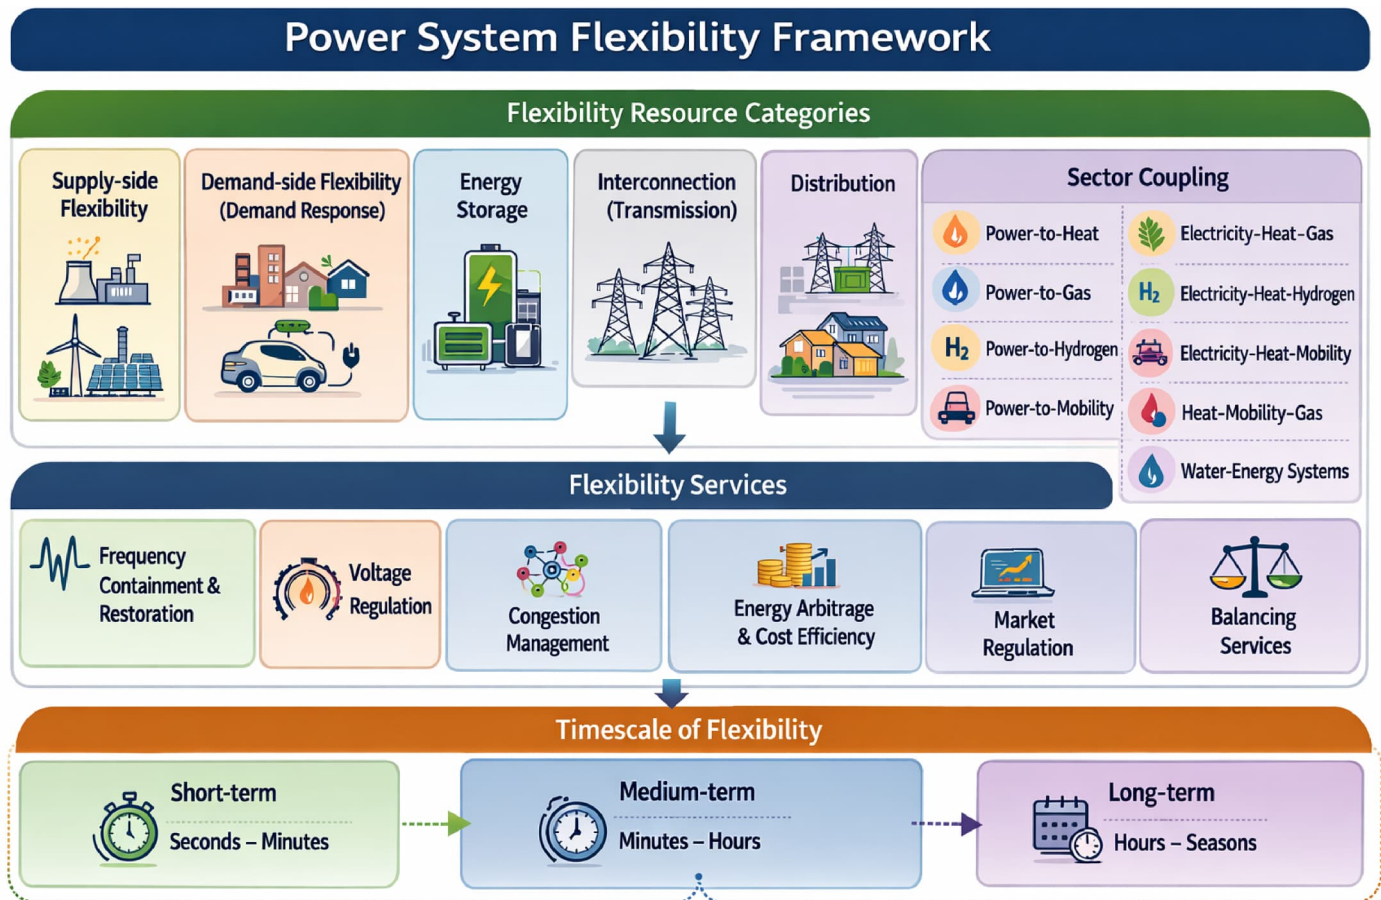 Power System Flexibility Framework
Flexibility Resource Categories
Supply-side
Flexibility
Demand-side Flexibility
(Demand Response)
Energy
Storage
Interconnection
(Transmission)
Distribution
Sector Coupling
Power-to-Heat
Power-to-Gas
H₂ Power-to-Hydrogen
Power-to-Mobility
Electricity-Heat-Gas
H₂ Electricity-Heat-Hydrogen
Electricity-Heat-Mobility
Heat-Mobility-Gas
Water-Energy Systems
Flexibility Services
Frequency
Containment &
Restoration
Voltage
Regulation
Congestion
Management
Energy Arbitrage
& Cost Efficiency
Market
Regulation
Balancing
Services
Timescale of Flexibility
Short-term
Seconds – Minutes
Medium-term
Minutes – Hours
Long-term
Hours – Seasons